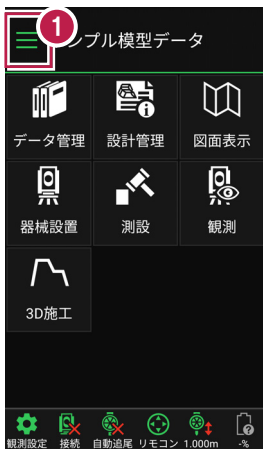 1
ンプル模型データ
データ管理 設計管理 図面表示
器械設置 測設 観測
3D施工
観測設定 接続 自動追尾 リモコン 1.000m -%